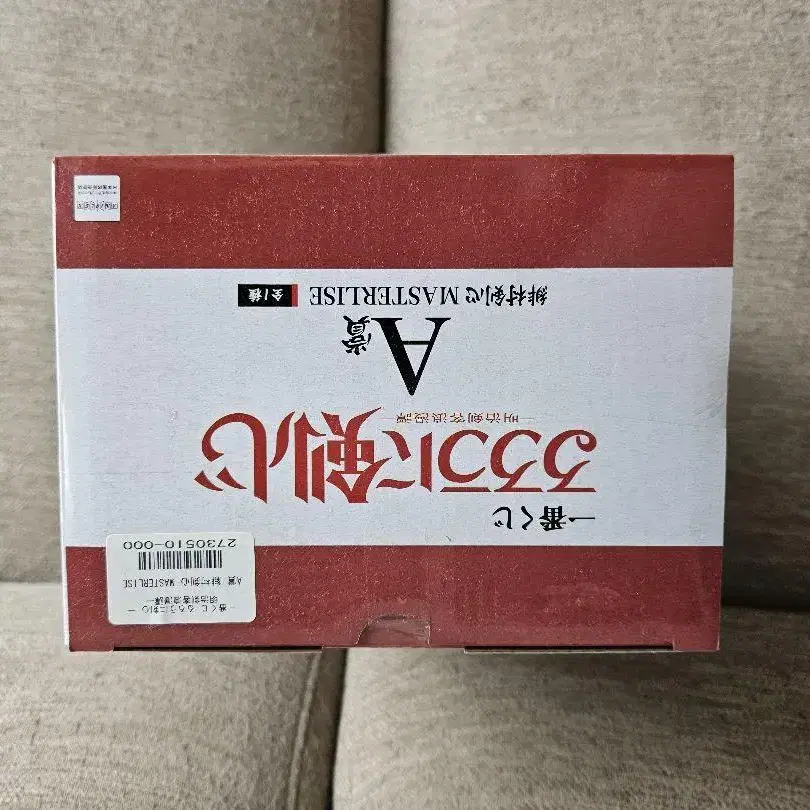 一番くじ
るろうに剣心
―明治剣客浪漫譚―
A賞
緋村剣心 MASTERLISE 全1種
一番くじ るろうに剣心 ―
明治剣客浪漫譚―
A賞 緋村剣心 MASTERLISE
2730510-000